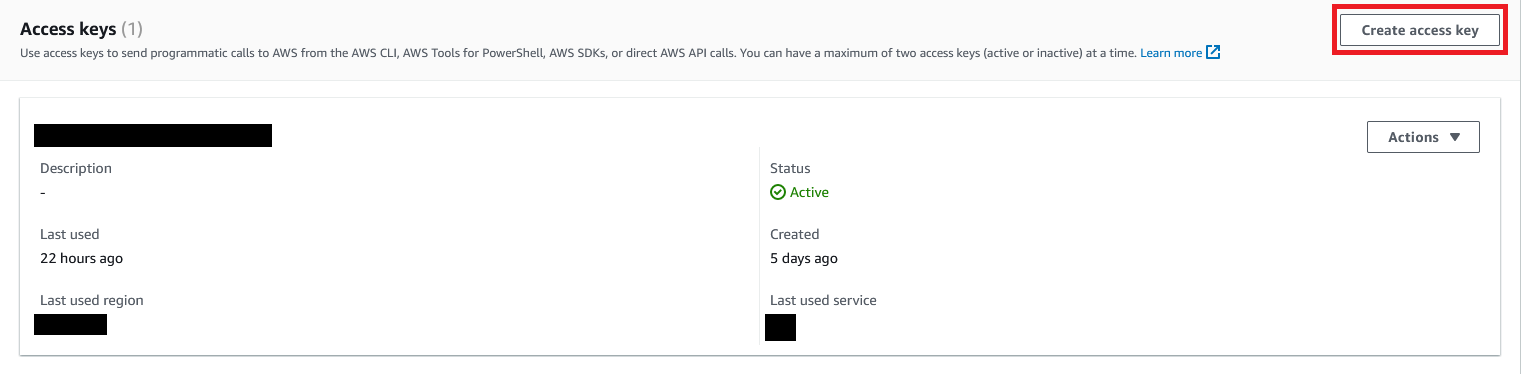 Access keys (1)
Create access key
Use access keys to send programmatic calls to AWS from the AWS CLI, AWS Tools for PowerShell, AWS SDKs, or direct AWS API calls. You can have a maximum of two access keys (active or inactive) at a time. Learn more
Actions
Description
-
Status
Active
Last used
22 hours ago
Created
5 days ago
Last used region
Last used service